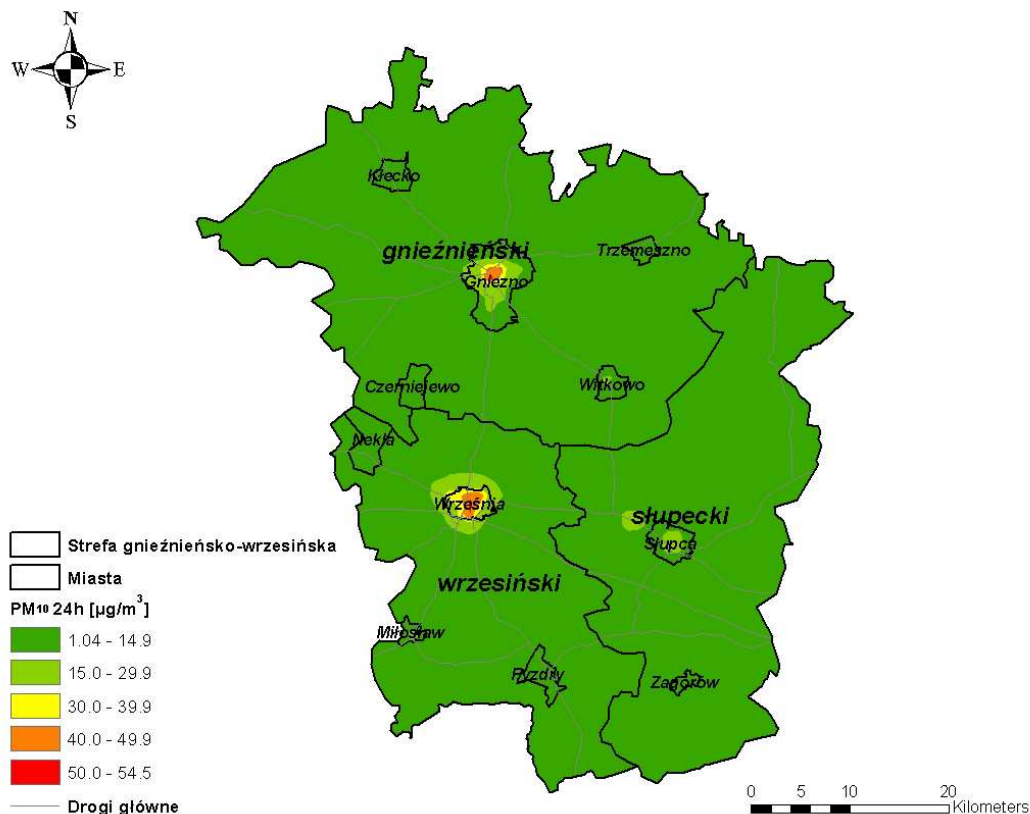 N
W E
S
Kłecko
gnieźnieński
Trzemeszno
Gniezno
Czerniejewo
Witkowo
Nekla
Września
słupecki
Słupca
Strefa gnieźnieńsko-wrzesińska
Miasta
wrzesiński
PM10 24h [µg/m³]
1.04 - 14.9
Miłosław
15.0 - 29.9
Pyzdry
Zagórów
30.0 - 39.9
40.0 - 49.9
50.0 - 54.5
0 5 10 20
Drogi główne
Kilometers